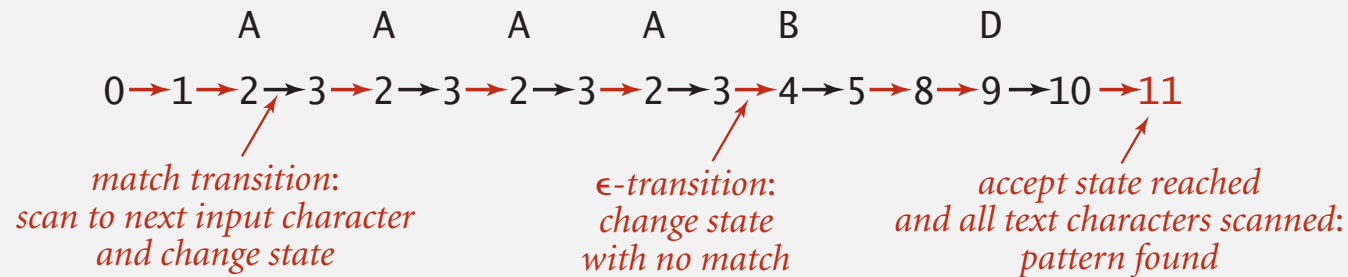 A A A A B D
0 1 2 3 2 3 2 3 2 3 4 5 8 9 10 11
match transition:
scan to next input character
and change state
ϵ-transition:
change state
with no match
accept state reached
and all text characters scanned:
pattern found